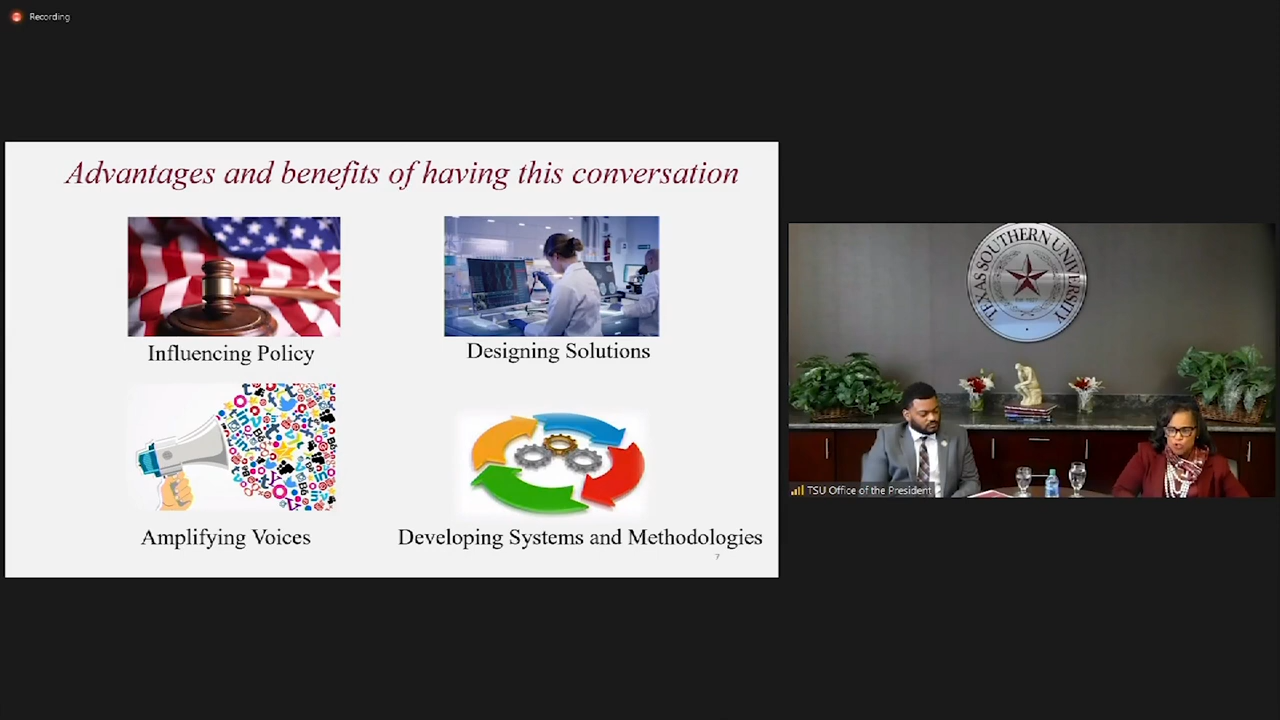 Recording
Advantages and benefits of having this conversation
Influencing Policy
Designing Solutions
Amplifying Voices
Developing Systems and Methodologies
7
TEXAS SOUTHERN UNIVERSITY
TSU Office of the President